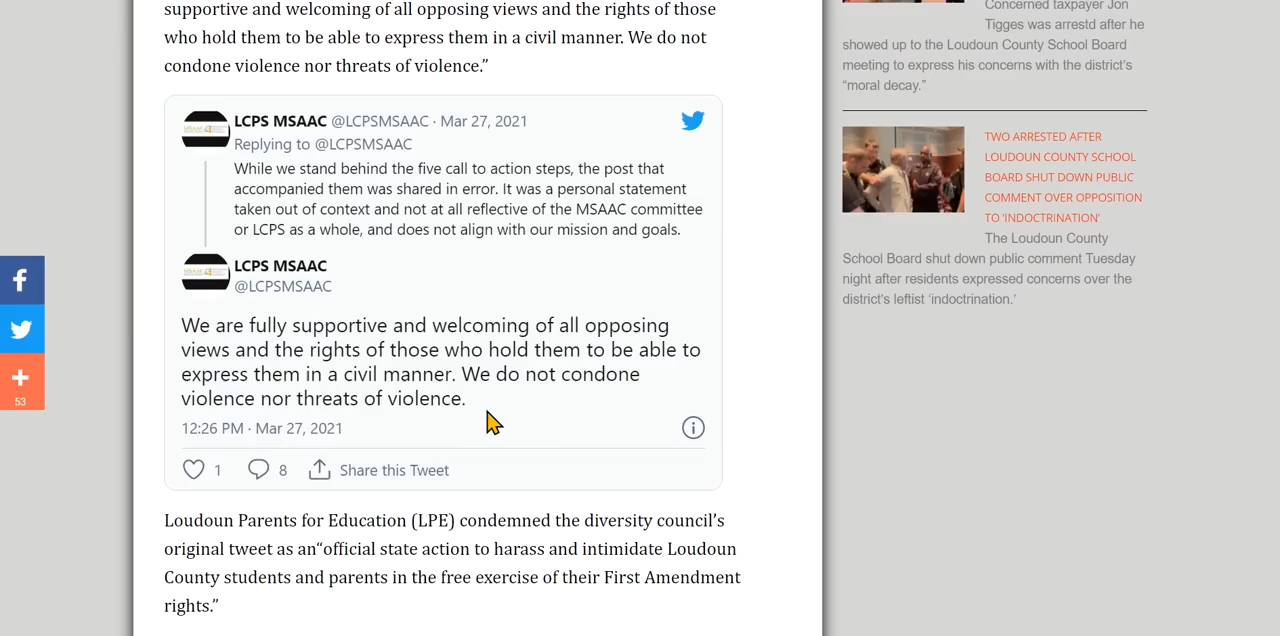 supportive and welcoming of all opposing views and the rights of those
who hold them to be able to express them in a civil manner. We do not
condone violence nor threats of violence.”
LCPS MSAAC @LCPSMSAAC · Mar 27, 2021
Replying to @LCPSMSAAC
While we stand behind the five call to action steps, the post that
accompanied them was shared in error. It was a personal statement
taken out of context and not at all reflective of the MSAAC committee
or LCPS as a whole, and does not align with our mission and goals.
LCPS MSAAC
@LCPSMSAAC
We are fully supportive and welcoming of all opposing
views and the rights of those who hold them to be able to
express them in a civil manner. We do not condone
violence nor threats of violence.
12:26 PM · Mar 27, 2021
1 8 Share this Tweet
Loudoun Parents for Education (LPE) condemned the diversity council’s
original tweet as an“official state action to harass and intimidate Loudoun
County students and parents in the free exercise of their First Amendment
rights.”
53
Concerned taxpayer Jon
Tigges was arrestd after he
showed up to the Loudoun County School Board
meeting to express his concerns with the district’s
“moral decay.”
TWO ARRESTED AFTER
LOUDOUN COUNTY SCHOOL
BOARD SHUT DOWN PUBLIC
COMMENT OVER OPPOSITION
TO ‘INDOCTRINATION’
The Loudoun County
School Board shut down public comment Tuesday
night after residents expressed concerns over the
district’s leftist ‘indoctrination.’